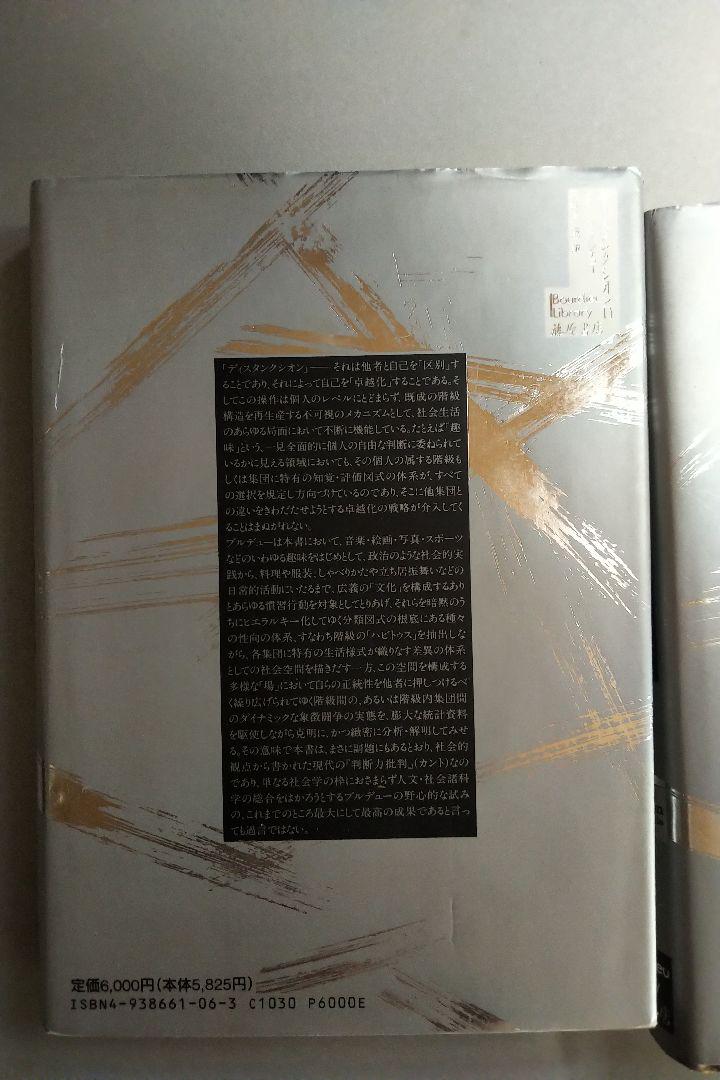 Bourdieu
Library
藤原書店
「ディスタンクシオン」── それは他者と自己を「区別」す
ることであり、それによって自己を「卓越化」することである。そ
してこの操作は個人のレベルにとどまらず、既成の階級
構造を再生産する不可視のメカニズムとして、社会生活
のあらゆる局面において不断に機能している。たとえば「趣
味」という、一見全面的に個人の自由な判断に委ねられて
いるかに見える領域においても、その個人の属する階級も
しくは集団に特有の知覚・評価図式の体系が、すべて
の選択を規定し方向づけているのであり、そこに他集団と
の違いをきわだたせようとする卓越化の戦略が介入してく
ることはまぬがれない。
ブルデューは本書において、音楽・絵画・写真・スポーツ
などのいわゆる趣味をはじめとして、政治のような社会的実
践から、料理や服装、しゃべりかたや立ち居振舞いなどの
日常的活動にいたるまで、広義の「文化」を構成するあり
とあらゆる慣習行動を対象としてとりあげ、それらを暗黙のう
ちにヒエラルキー化してゆく分類図式の根底にある種々
の性向の体系、すなわち階級の「ハビトゥス」を抽出しな
がら、各集団に特有の生活様式が織りなす差異の体系
としての社会空間を描きだす一方、この空間を構成する
多様な「場」において自らの正統性を他者に押しつけるべ
く繰り広げられてゆく階級間の、あるいは階級内集団間
のダイナミックな象徴闘争の実態を、膨大な統計資料
を駆使しながら克明に、かつ緻密に分析・解明してみせ
る。その意味で本書は、まさに副題にもあるとおり、社会的
観点から書かれた現代の『判断力批判』(カント)なの
であり、単なる社会学の枠におさまらず人文・社会諸科
学の総合をはかろうとするブルデューの野心的な試み
の、これまでのところ最大にして最高の成果であると言っ
ても過言ではない。
定価6,000円(本体5,825円)
ISBN4-938661-06-3 C1030 P6000E